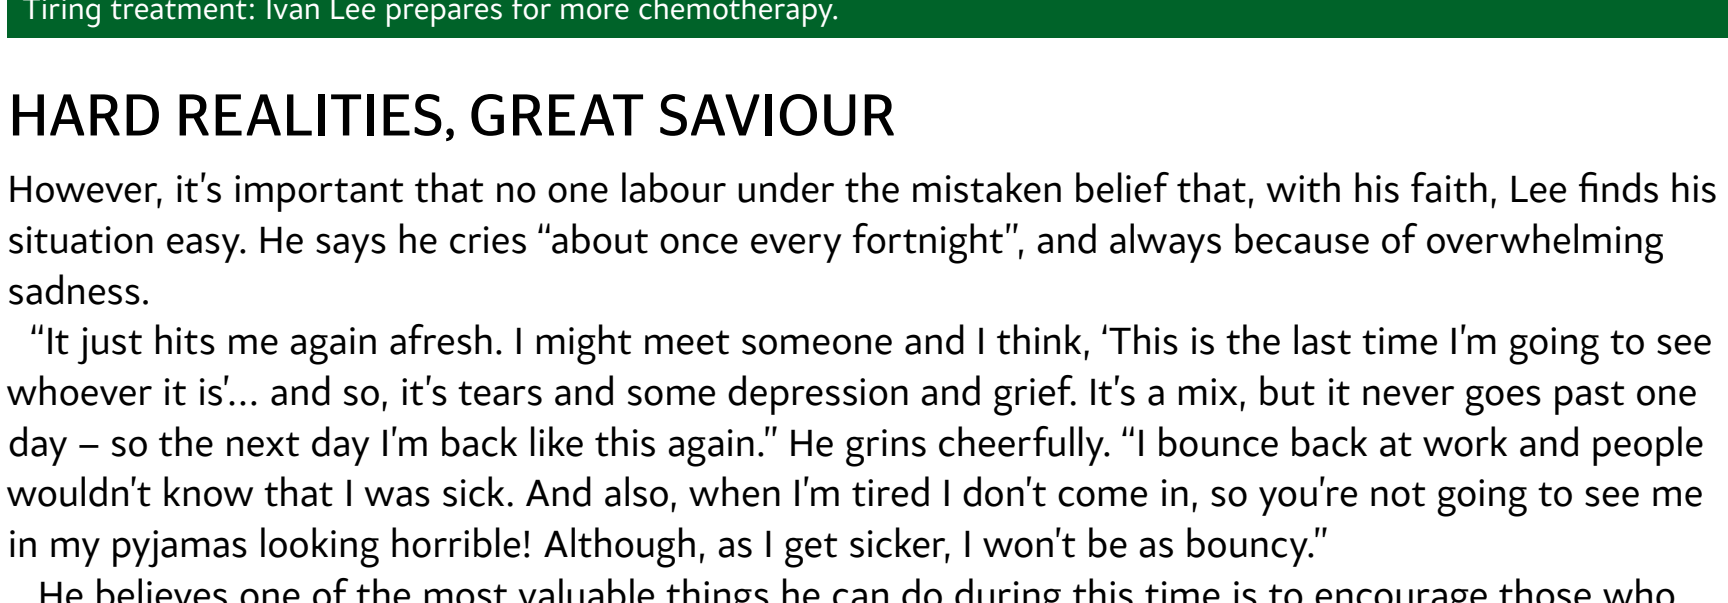 Tiring treatment: Ivan Lee prepares for more chemotherapy.
HARD REALITIES, GREAT SAVIOUR
However, it’s important that no one labour under the mistaken belief that, with his faith, Lee finds his
situation easy. He says he cries “about once every fortnight”, and always because of overwhelming
sadness.
“It just hits me again afresh. I might meet someone and I think, ‘This is the last time I’m going to see
whoever it is’... and so, it’s tears and some depression and grief. It’s a mix, but it never goes past one
day – so the next day I’m back like this again.” He grins cheerfully. “I bounce back at work and people
wouldn’t know that I was sick. And also, when I’m tired I don’t come in, so you’re not going to see me
in my pyjamas looking horrible! Although, as I get sicker, I won’t be as bouncy.”
He believes one of the most valuable things he can do during this time is to encourage those who